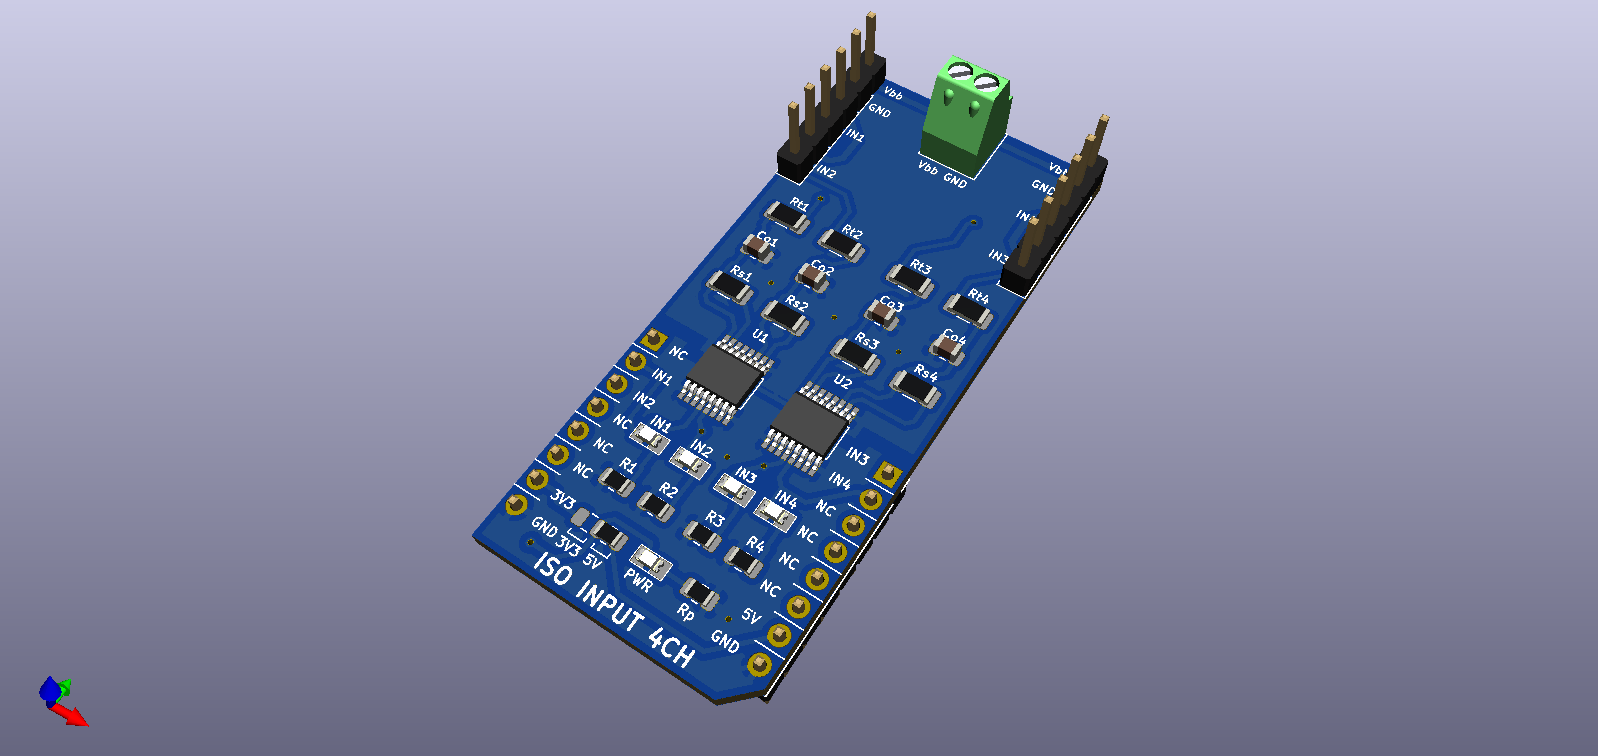 Vbb
GND
IN1
IN2
Vbb GND
Vbb
GND
IN3
Rt1
Rt2
Rt3
Rt4
Co1
Co2
Co3
Co4
Rs1
Rs2
Rs3
Rs4
U1
U2
NC
IN1
IN2
NC
NC
NC
3V3
GND
IN1
IN2
IN3
IN4
R1
R2
R3
R4
3V3 5V
PWR
Rp
IN3
IN4
NC
NC
NC
NC
5V
GND
ISO INPUT 4CH